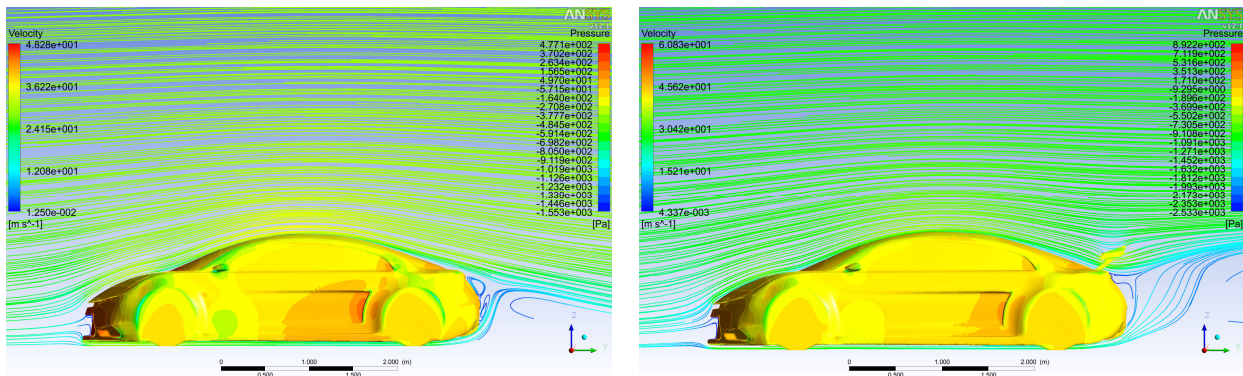 ANSYS
v12.1
Velocity
4.828e+001
3.622e+001
2.415e+001
1.208e+001
1.250e-002
[m s^-1]
Pressure
4.771e+002
3.702e+002
2.634e+002
1.565e+002
4.970e+001
-5.715e+001
-1.640e+002
-2.708e+002
-3.777e+002
-4.845e+002
-5.914e+002
-6.982e+002
-8.050e+002
-9.119e+002
-1.019e+003
-1.126e+003
-1.232e+003
-1.339e+003
-1.446e+003
-1.553e+003
[Pa]
Z
Y
0 1.000 2.000 (m)
0.500 1.500
ANSYS
v12.1
Velocity
6.083e+001
4.562e+001
3.042e+001
1.521e+001
4.337e-003
[m s^-1]
Pressure
8.922e+002
7.119e+002
5.316e+002
3.513e+002
1.710e+002
-9.295e+000
-1.896e+002
-3.699e+002
-5.502e+002
-7.305e+002
-9.108e+002
-1.091e+003
-1.271e+003
-1.452e+003
-1.632e+003
-1.812e+003
-1.993e+003
-2.173e+003
-2.353e+003
-2.533e+003
[Pa]
Z
Y
0 1.000 2.000 (m)
0.500 1.500